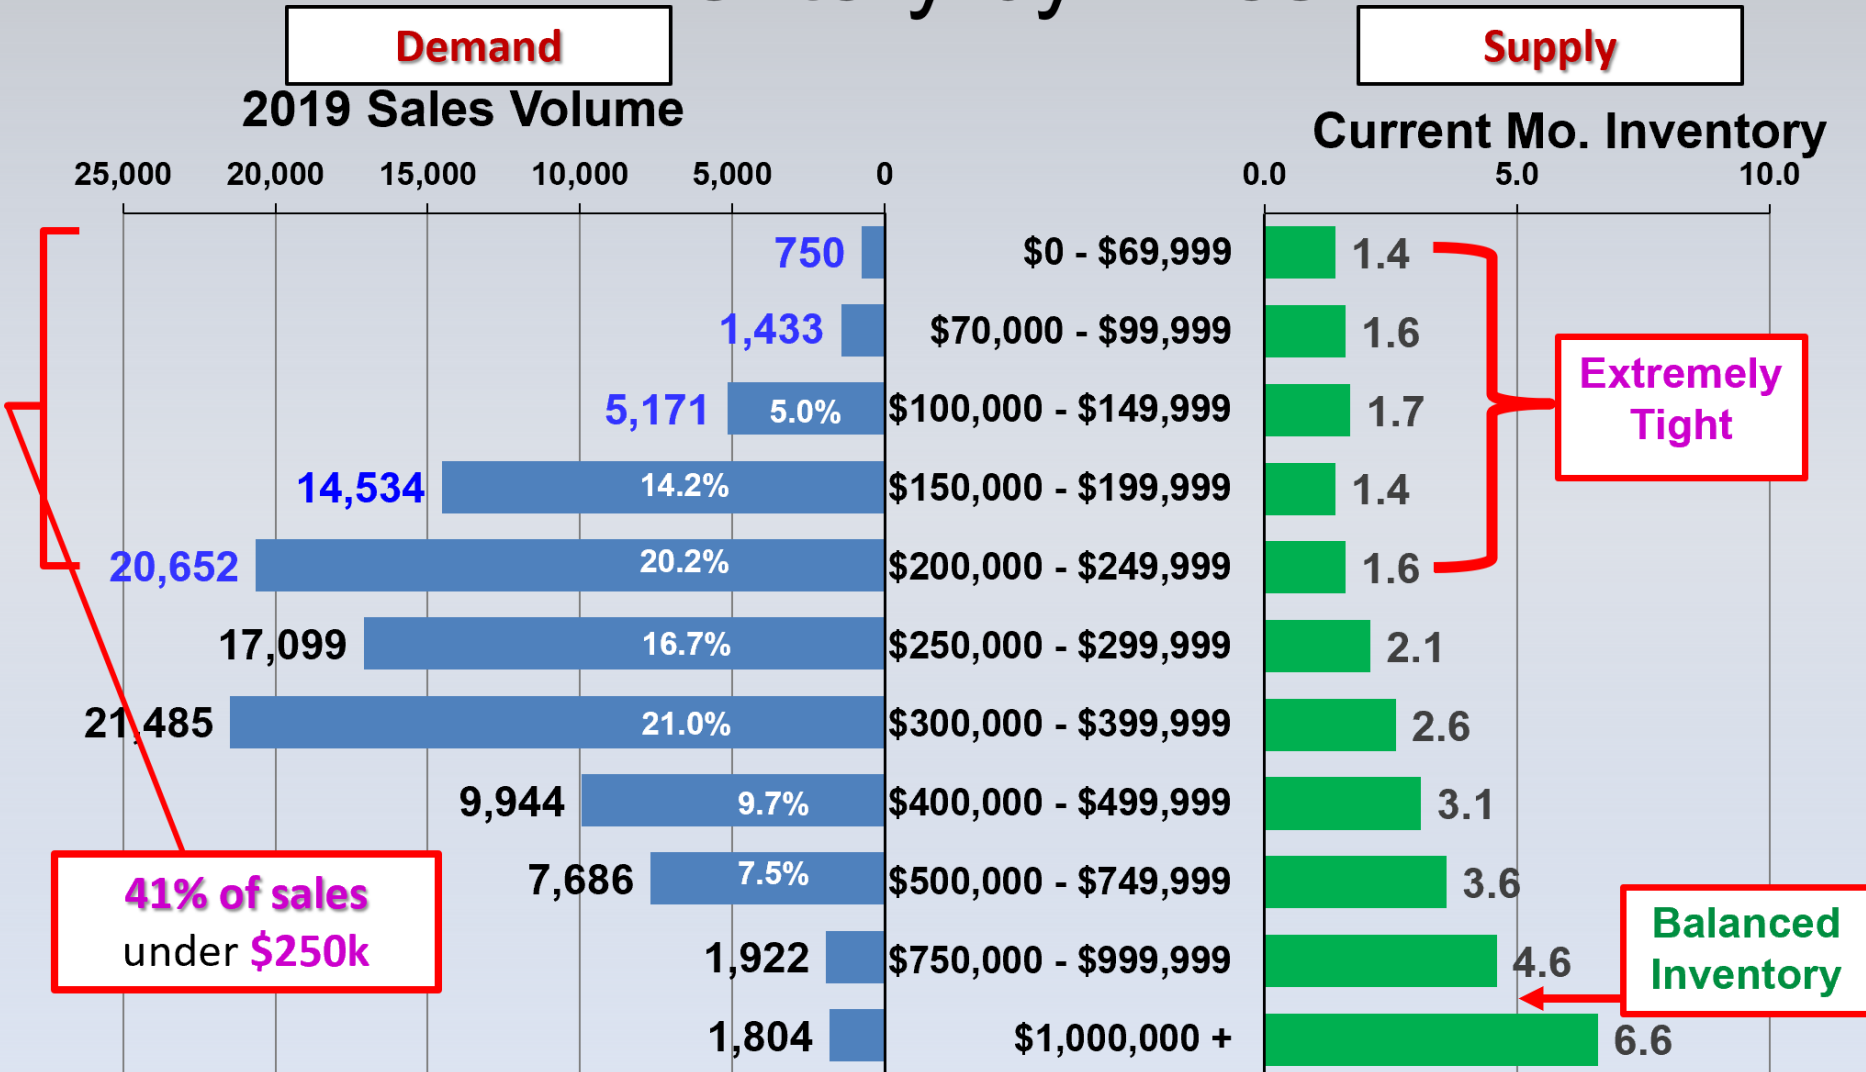 Demand
Supply
2019 Sales Volume
Current Mo. Inventory
25,000 20,000 15,000 10,000 5,000 0
0.0 5.0 10.0
750 $0 - $69,999 1.4
1,433 $70,000 - $99,999 1.6
5,171 5.0% $100,000 - $149,999 1.7
14,534 14.2% $150,000 - $199,999 1.4
20,652 20.2% $200,000 - $249,999 1.6
17,099 16.7% $250,000 - $299,999 2.1
21,485 21.0% $300,000 - $399,999 2.6
9,944 9.7% $400,000 - $499,999 3.1
7,686 7.5% $500,000 - $749,999 3.6
1,922 $750,000 - $999,999 4.6
1,804 $1,000,000 + 6.6
Extremely
Tight
41% of sales
under $250k
Balanced
Inventory